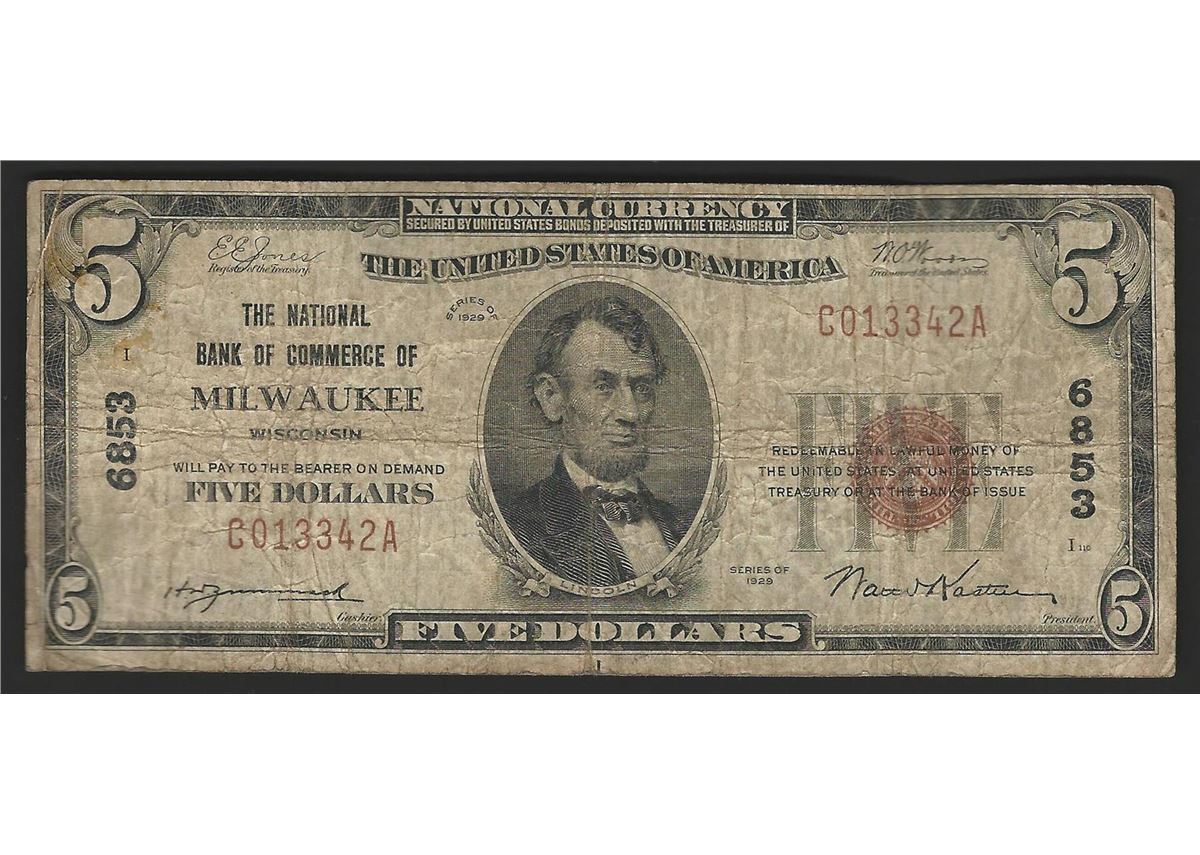 NATIONAL CURRENCY
SECURED BY UNITED STATES BONDS DEPOSITED WITH THE TREASURER OF
THE UNITED STATES OF AMERICA
5
5
E E Jones
Register of the Treasury.
W O Woods
Treasurer of the United States
SERIES OF
1929
THE NATIONAL
BANK OF COMMERCE OF
MILWAUKEE
WISCONSIN
WILL PAY TO THE BEARER ON DEMAND
FIVE DOLLARS
C013342A
C013342A
I
6853
6853
FIVE
REDEEMABLE IN LAWFUL MONEY OF
THE UNITED STATES AT UNITED STATES
TREASURY OR AT THE BANK OF ISSUE
I 110
LINCOLN
SERIES OF
1929
Cashier
President
5
FIVE DOLLARS
5
I